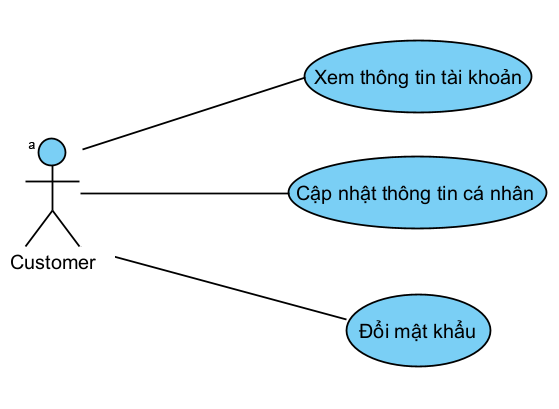 Xem thông tin tài khoản
a
Cập nhật thông tin cá nhân
Customer
Đổi mật khẩu